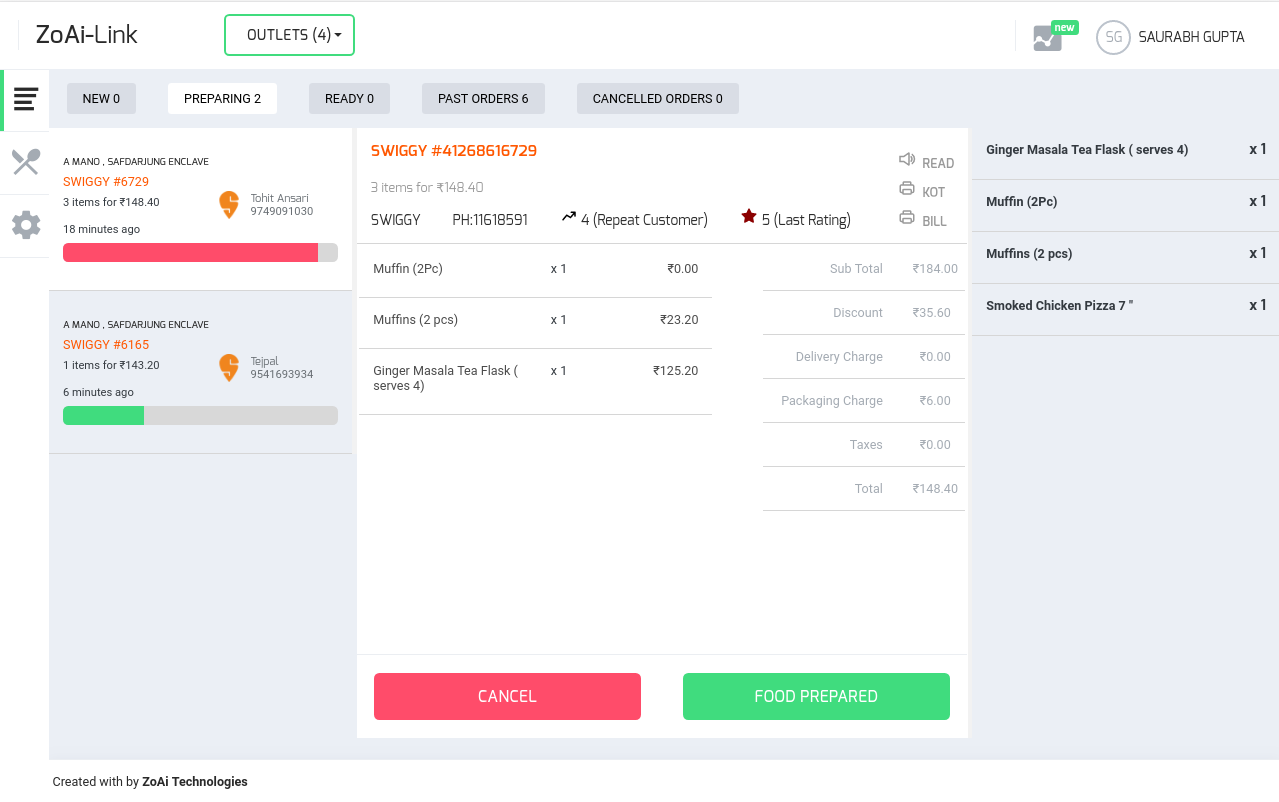 ZoAi-Link
OUTLETS (4)
new
SG
SAURABH GUPTA
NEW 0
PREPARING 2
READY 0
PAST ORDERS 6
CANCELLED ORDERS 0
A MANO , SAFDARJUNG ENCLAVE
SWIGGY #6729
3 items for ₹148.40
Tohit Ansari
9749091030
18 minutes ago
A MANO , SAFDARJUNG ENCLAVE
SWIGGY #6165
1 items for ₹143.20
Tejpal
9541693934
6 minutes ago
SWIGGY #41268616729
3 items for ₹148.40
SWIGGY PH:11618591 4 (Repeat Customer) 5 (Last Rating)
READ
KOT
BILL
Muffin (2Pc) x 1 ₹0.00
Muffins (2 pcs) x 1 ₹23.20
Ginger Masala Tea Flask ( x 1 ₹125.20
serves 4)
Sub Total ₹184.00
Discount ₹35.60
Delivery Charge ₹0.00
Packaging Charge ₹6.00
Taxes ₹0.00
Total ₹148.40
CANCEL
FOOD PREPARED
Ginger Masala Tea Flask ( serves 4) x 1
Muffin (2Pc) x 1
Muffins (2 pcs) x 1
Smoked Chicken Pizza 7 " x 1
Created with by ZoAi Technologies